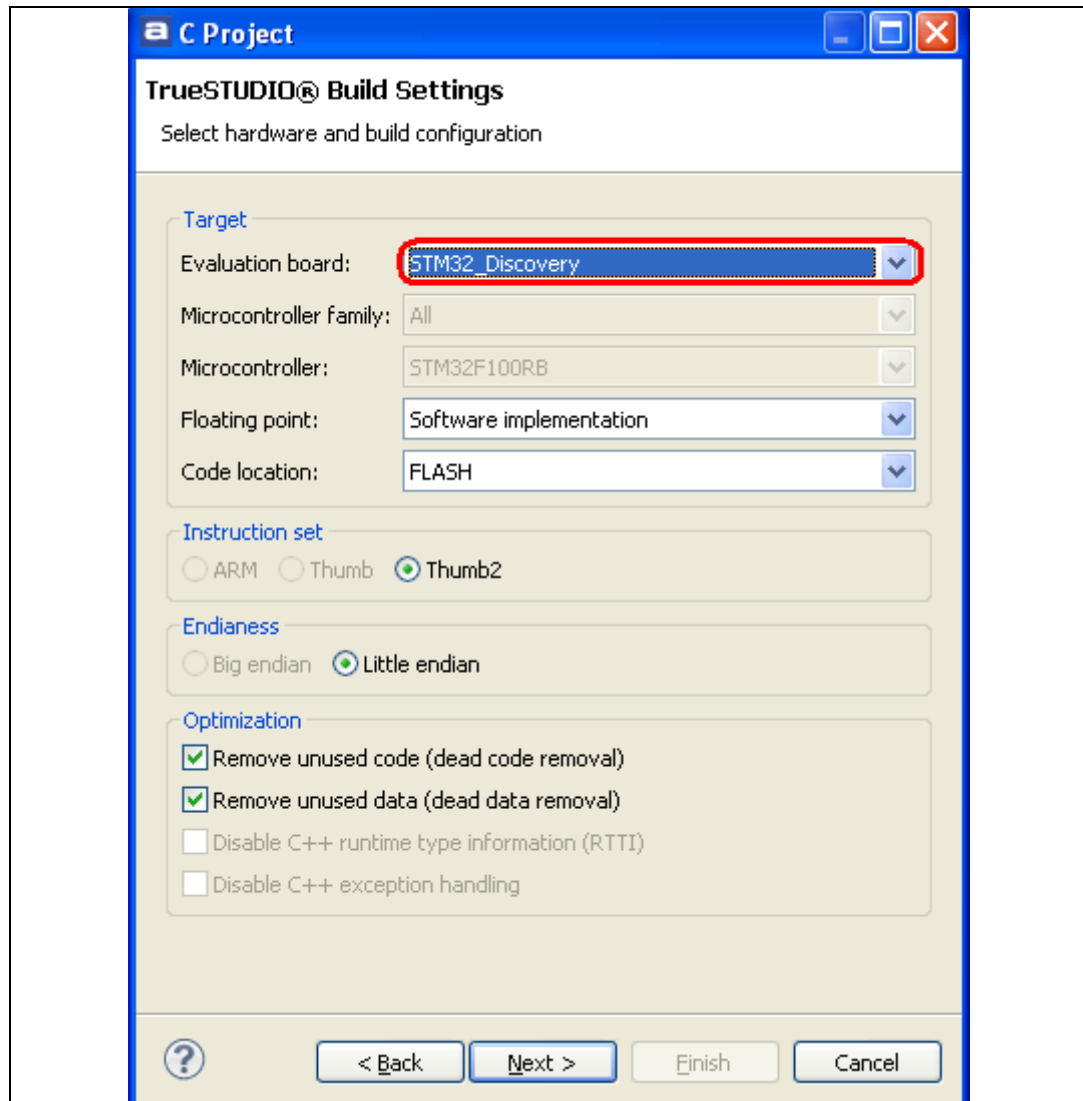 a C Project
TrueSTUDIO® Build Settings
Select hardware and build configuration
Target
Evaluation board: STM32_Discovery
Microcontroller family: All
Microcontroller: STM32F100RB
Floating point: Software implementation
Code location: FLASH
Instruction set
ARM Thumb Thumb2
Endianess
Big endian Little endian
Optimization
Remove unused code (dead code removal)
Remove unused data (dead data removal)
Disable C++ runtime type information (RTTI)
Disable C++ exception handling
? < Back Next > Finish Cancel